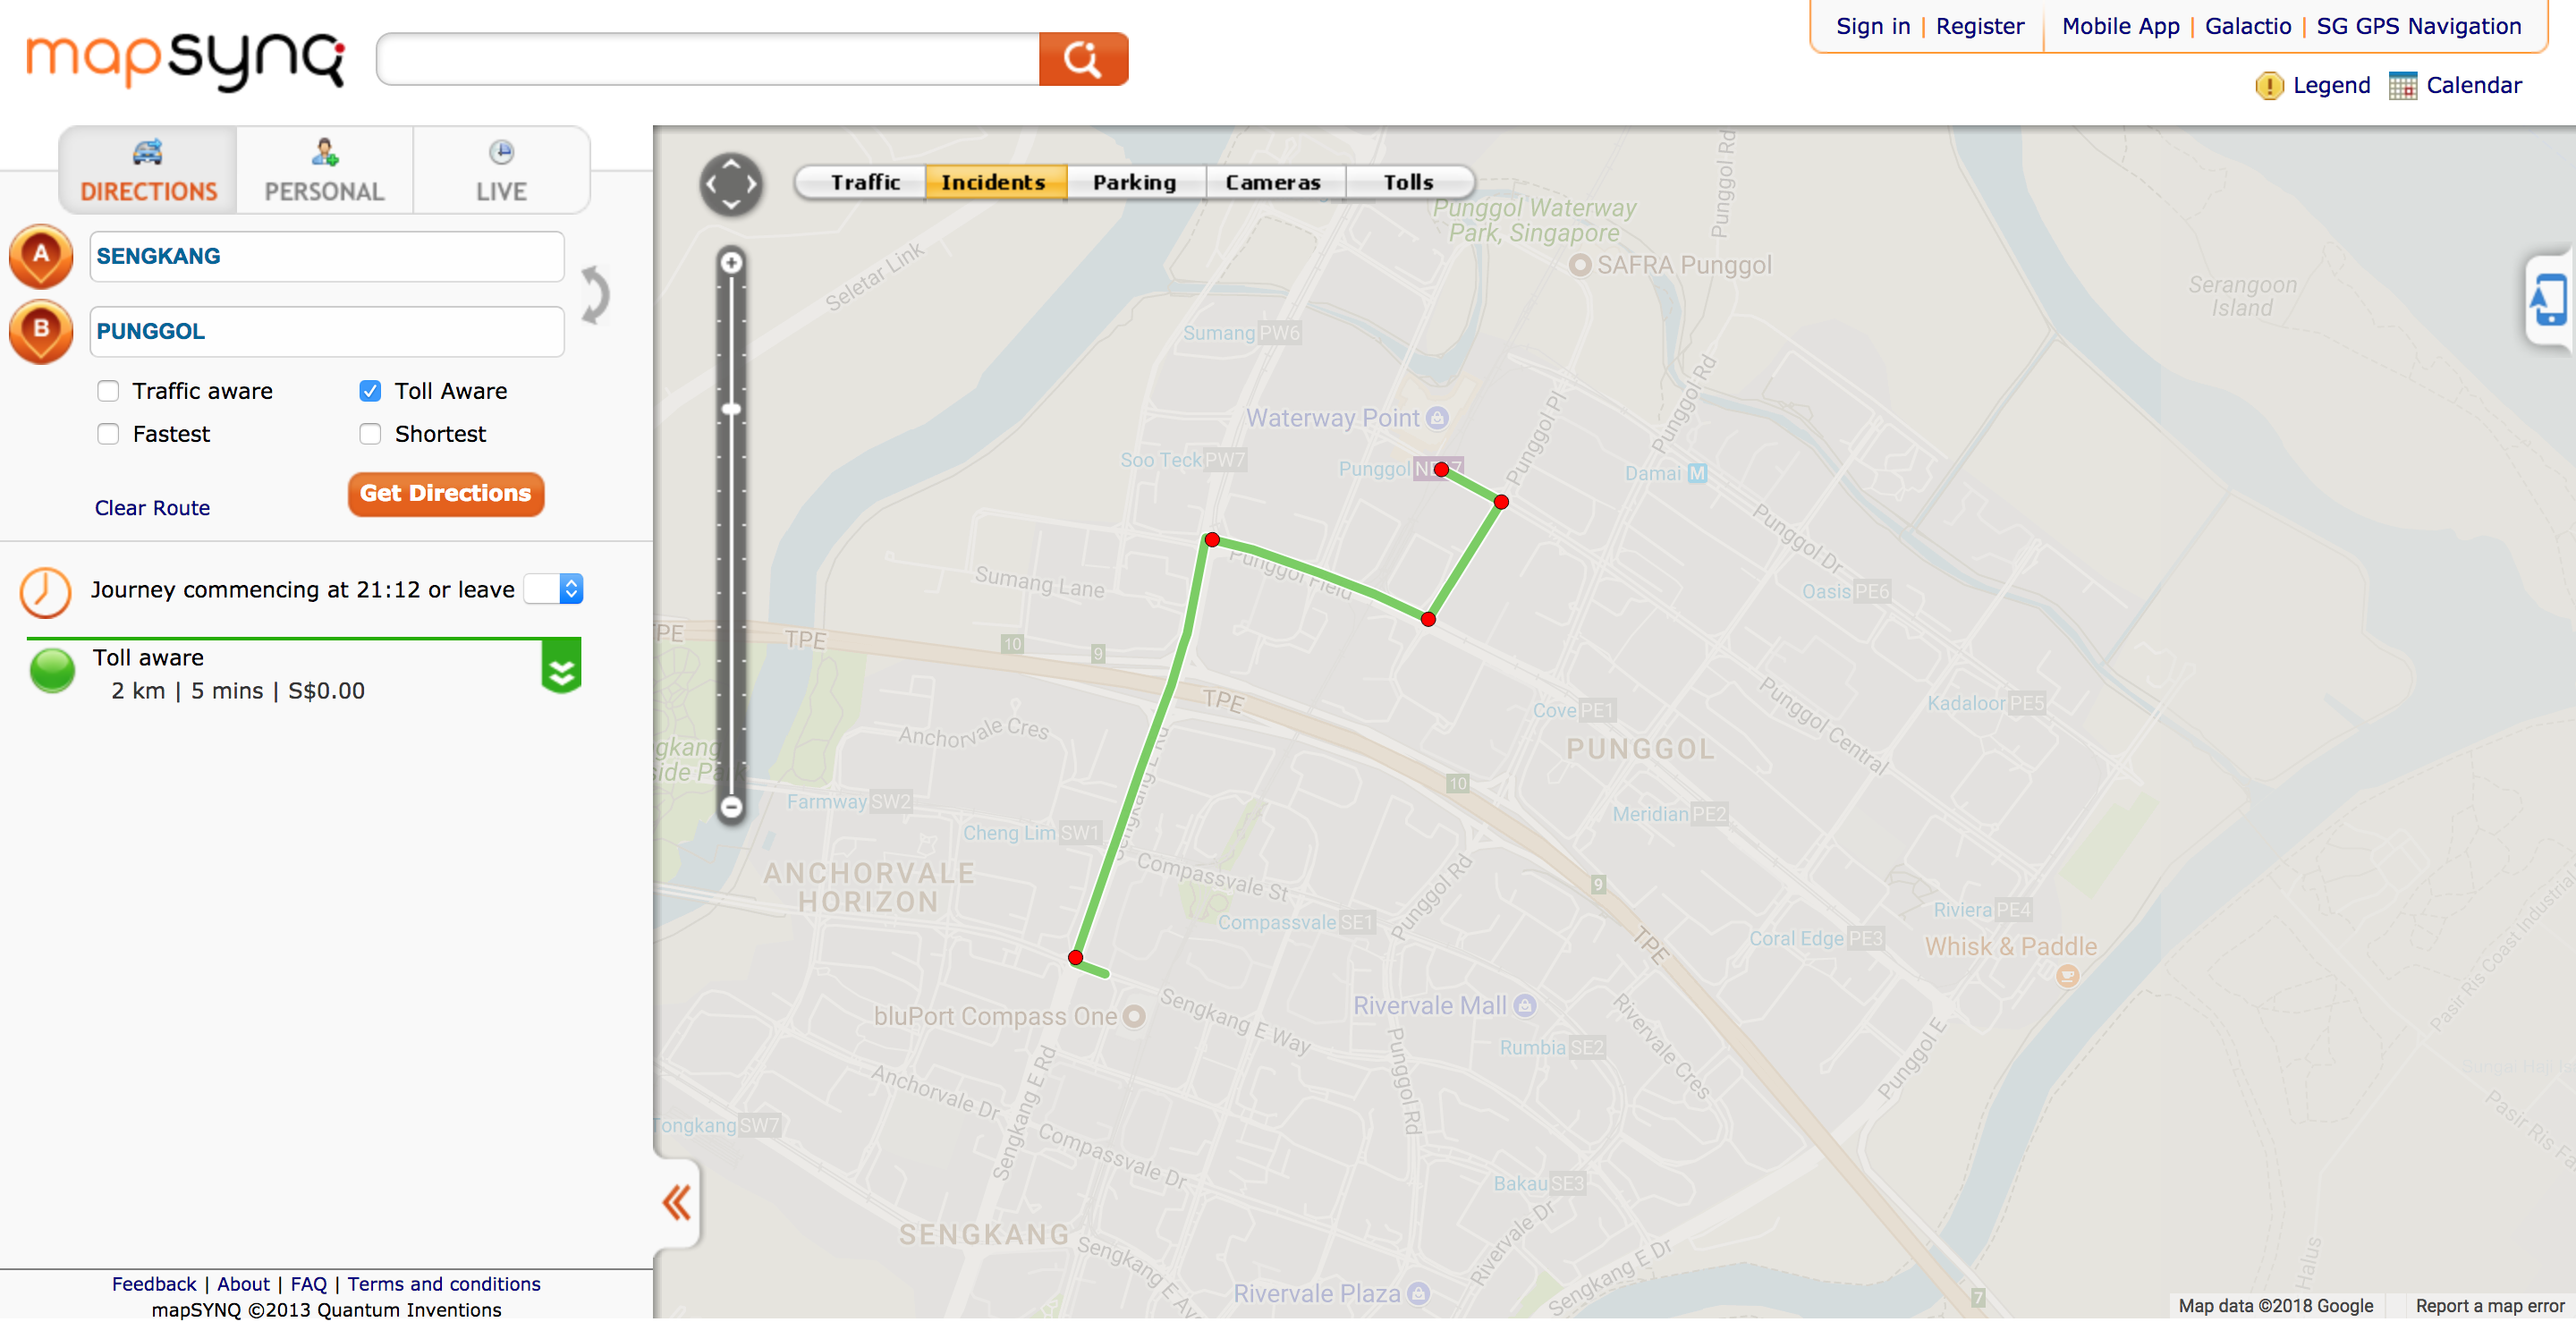 mapsynq
Sign in | Register
Mobile App | Galactio | SG GPS Navigation
Legend
Calendar
DIRECTIONS
PERSONAL
LIVE
A
SENGKANG
B
PUNGGOL
Traffic aware
Toll Aware
Fastest
Shortest
Clear Route
Get Directions
Journey commencing at 21:12 or leave
Toll aware
2 km | 5 mins | S$0.00
Feedback | About | FAQ | Terms and conditions
mapSYNQ ©2013 Quantum Inventions
Traffic
Incidents
Parking
Cameras
Tolls
Punggol Waterway
Park, Singapore
Punggol Rd
SAFRA Punggol
Seletar Link
Serangoon
Island
Sumang PW6
Waterway Point
Punggol Pl
Punggol Rd
Soo Teck PW7
Punggol
Damai M
Punggol Dr
Punggol Field
Sumang Lane
Oasis PE6
TPE
TPE
10
9
TPE
Anchorvale Cres
Sengkang E Rd
Cove PE1
PUNGGOL
Punggol Central
Kadaloor PE5
10
Farmway SW2
Cheng Lim SW1
Meridian PE2
ANCHORVALE
HORIZON
Compassvale St
Punggol Rd
9
Compassvale SE1
Riviera PE4
Coral Edge PE3
Whisk & Paddle
TPE
bluPort Compass One
Sengkang E Way
Rivervale Mall
Rumbia SE2
Rivervale Cres
Punggol E
Punggol Rd
Anchorvale Dr
Sengkang E Rd
Compassvale Dr
Tongkang SW7
Pasir Ris Coast Industrial
Bakau SE3
Rivervale Dr
SENGKANG
Sengkang E Ave
Sengkang E Dr
Rivervale Plaza
Halus
7
Map data ©2018 Google
Report a map error